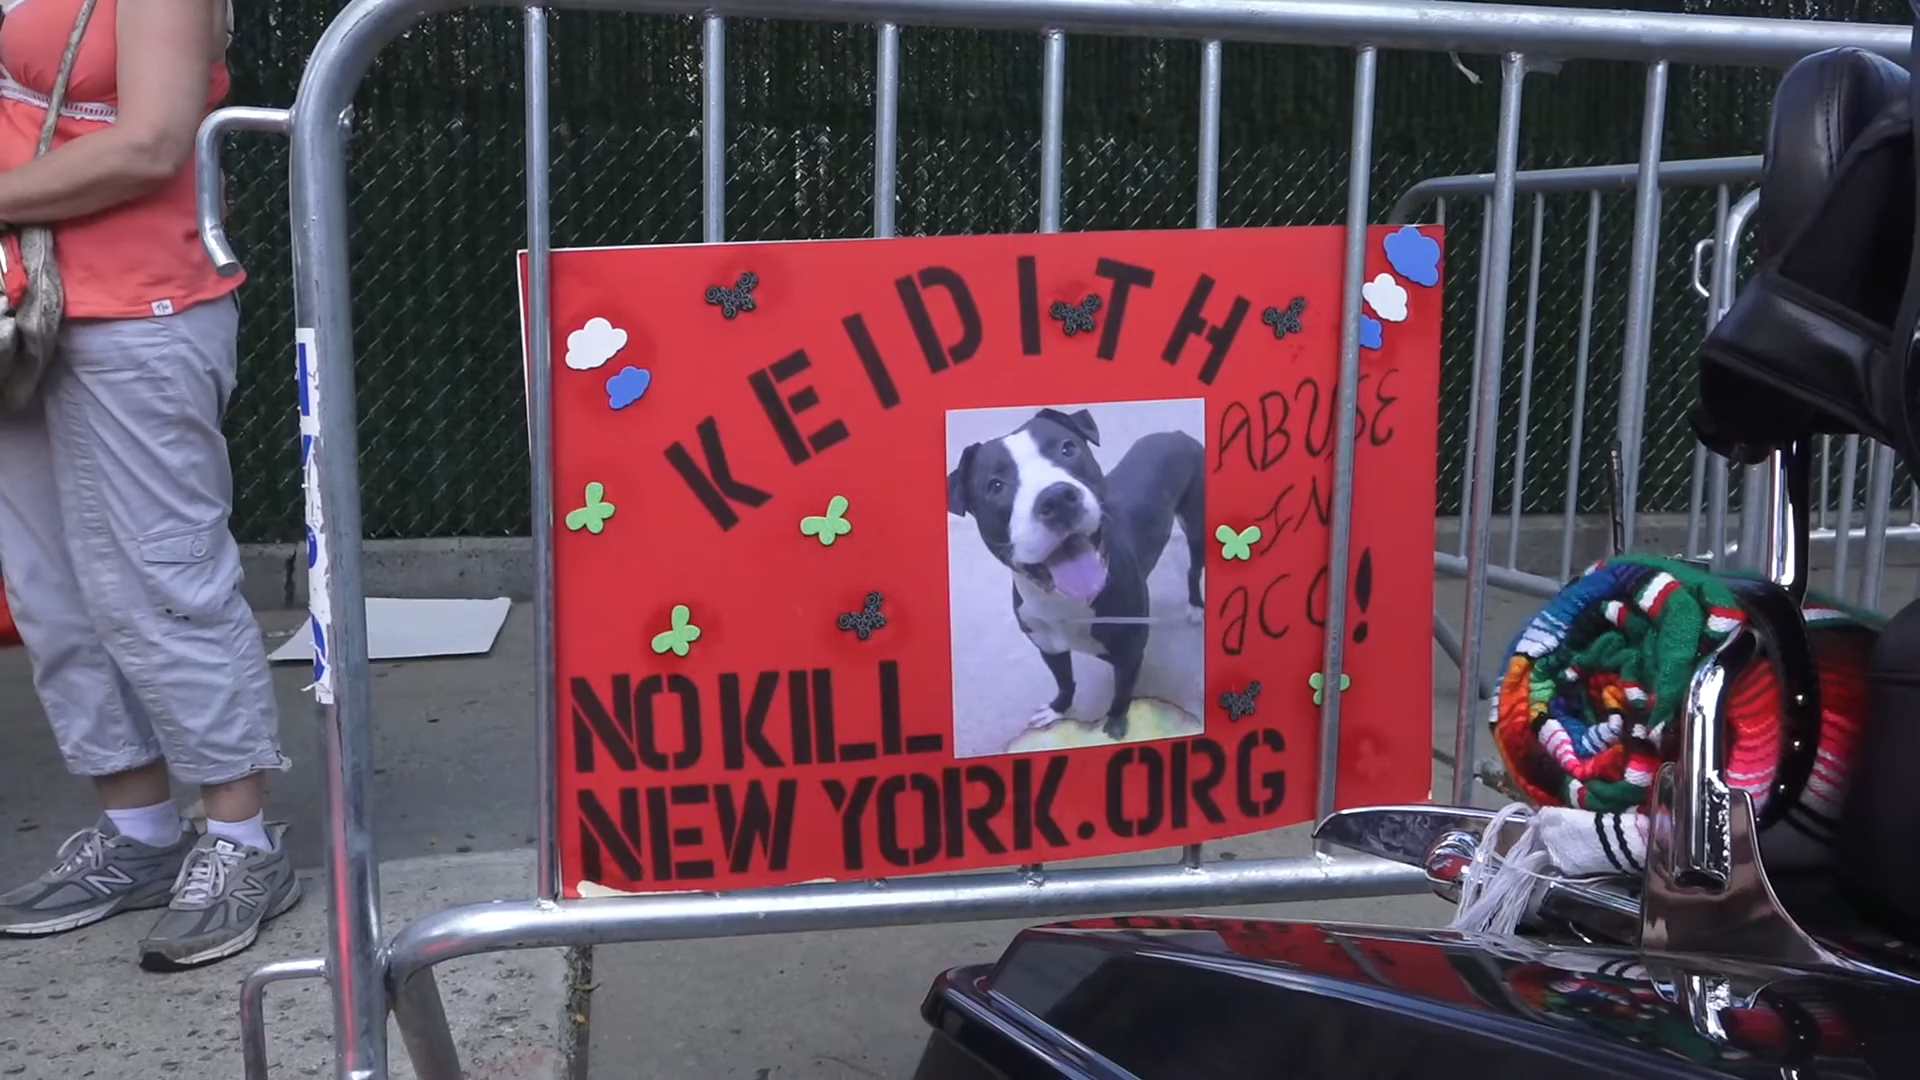 KEIDITH
ABUSE
IN
ACC!
NO KILL
NEW YORK.ORG